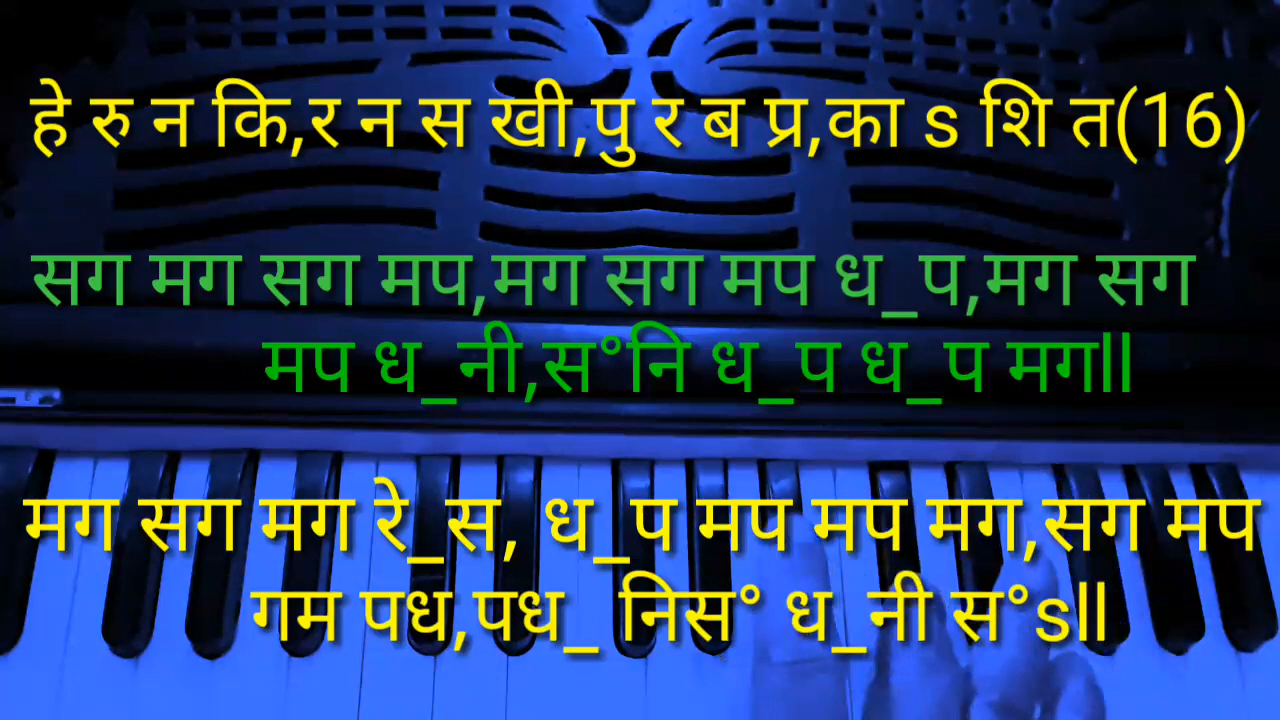 हे रु न कि,र न स खी,पु र ब प्र,का s शि त(16)
सग मग सग मप,मग सग मप ध_प,मग सग
मप ध_नी,स°नि ध_प ध_प मग||
मग सग मग रे_स, ध_प मप मप मग,सग मप
गम पध,पध_ निस° ध_नी स°s||